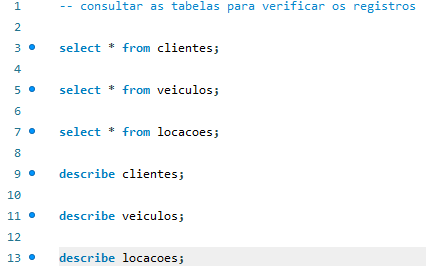 1 -- consultar as tabelas para verificar os registros
2
3 select * from clientes;
4
5 select * from veiculos;
6
7 select * from locacoes;
8
9 describe clientes;
10
11 describe veiculos;
12
13 describe locacoes;